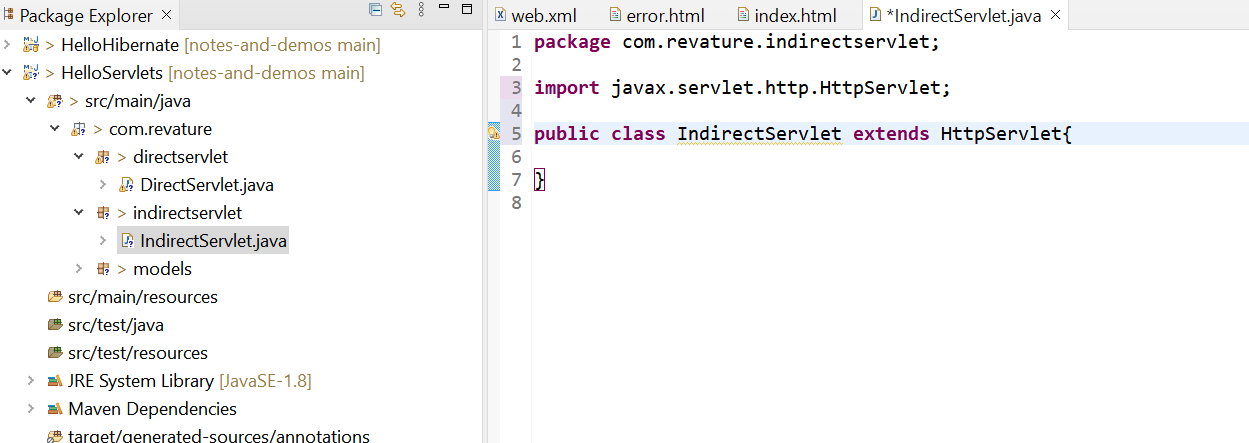 Package Explorer
> HelloHibernate [notes-and-demos main]
> HelloServlets [notes-and-demos main]
> src/main/java
> com.revature
> directservlet
DirectServlet.java
> indirectservlet
IndirectServlet.java
> models
src/main/resources
src/test/java
src/test/resources
JRE System Library [JavaSE-1.8]
Maven Dependencies
target/generated-sources/annotations
web.xml error.html index.html *IndirectServlet.java
1 package com.revature.indirectservlet;
2
3 import javax.servlet.http.HttpServlet;
4
5 public class IndirectServlet extends HttpServlet{
6
7 }
8